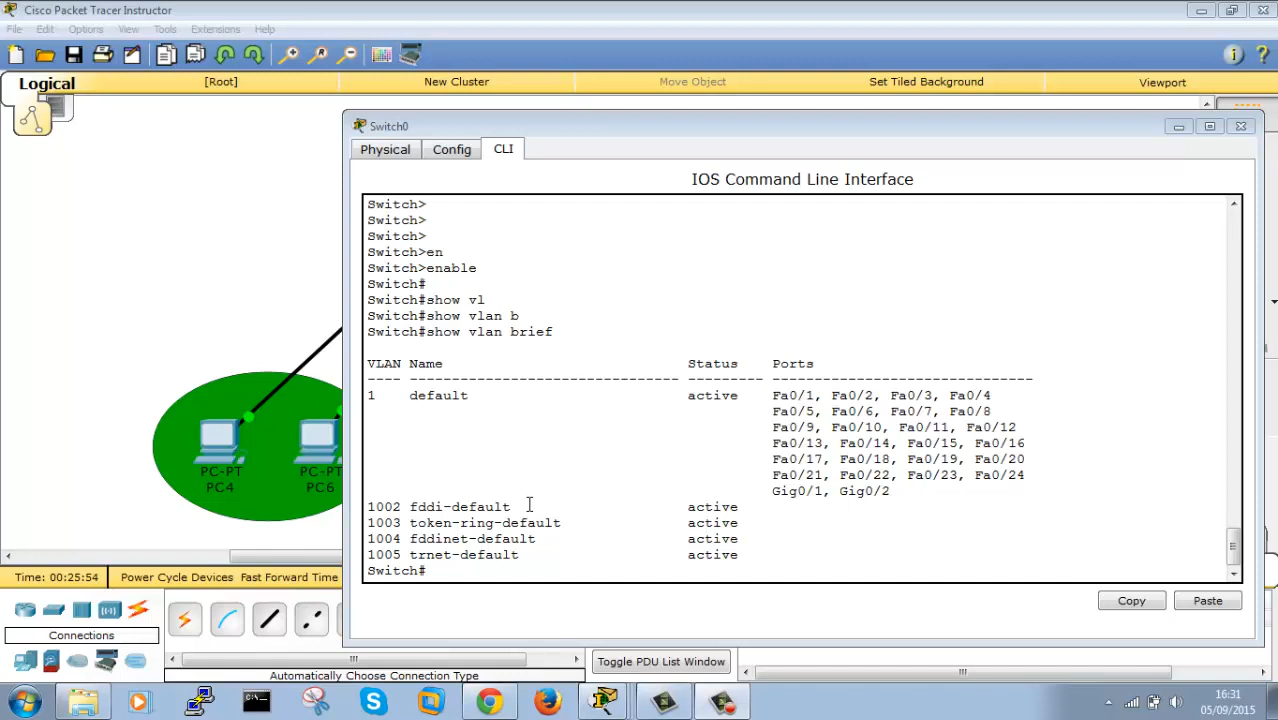 Cisco Packet Tracer Instructor
File Edit Options View Tools Extensions Help
Logical [Root] New Cluster Move Object Set Tiled Background Viewport
Switch0
Physical Config CLI
IOS Command Line Interface
Switch>
Switch>
Switch>
Switch>en
Switch>enable
Switch#
Switch#show vl
Switch#show vlan b
Switch#show vlan brief
VLAN Name Status Ports
---- -------------------------------- --------- -------------------------------
1 default active Fa0/1, Fa0/2, Fa0/3, Fa0/4
Fa0/5, Fa0/6, Fa0/7, Fa0/8
Fa0/9, Fa0/10, Fa0/11, Fa0/12
Fa0/13, Fa0/14, Fa0/15, Fa0/16
Fa0/17, Fa0/18, Fa0/19, Fa0/20
Fa0/21, Fa0/22, Fa0/23, Fa0/24
Gig0/1, Gig0/2
1002 fddi-default active
1003 token-ring-default active
1004 fddinet-default active
1005 trnet-default active
Switch#
Copy Paste
PC-PT
PC4
PC-PT
PC6
Time: 00:25:54 Power Cycle Devices Fast Forward Time
Connections
Automatically Choose Connection Type
Toggle PDU List Window
16:31
05/09/2015